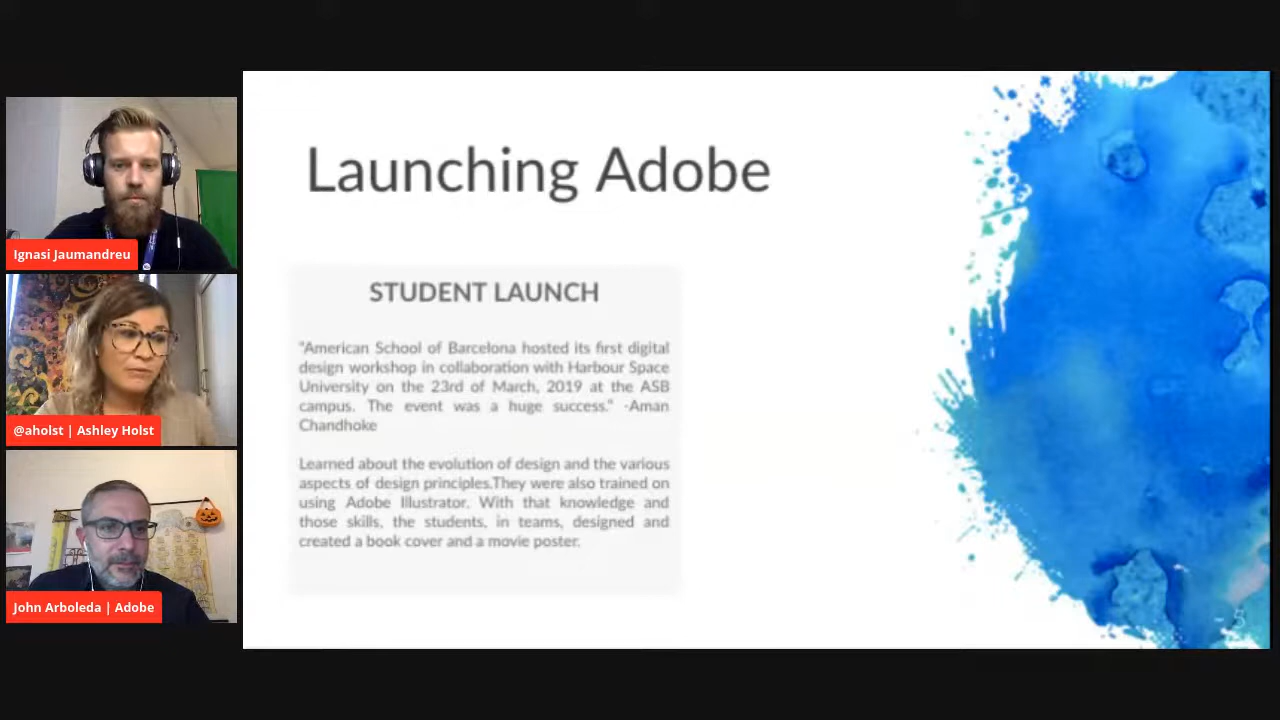 Launching Adobe
STUDENT LAUNCH
"American School of Barcelona hosted its first digital
design workshop in collaboration with Harbour Space
University on the 23rd of March, 2019 at the ASB
campus. The event was a huge success." -Aman
Chandhoke
Learned about the evolution of design and the various
aspects of design principles.They were also trained on
using Adobe Illustrator. With that knowledge and
those skills, the students, in teams, designed and
created a book cover and a movie poster.
Ignasi Jaumandreu
@aholst | Ashley Holst
John Arboleda | Adobe